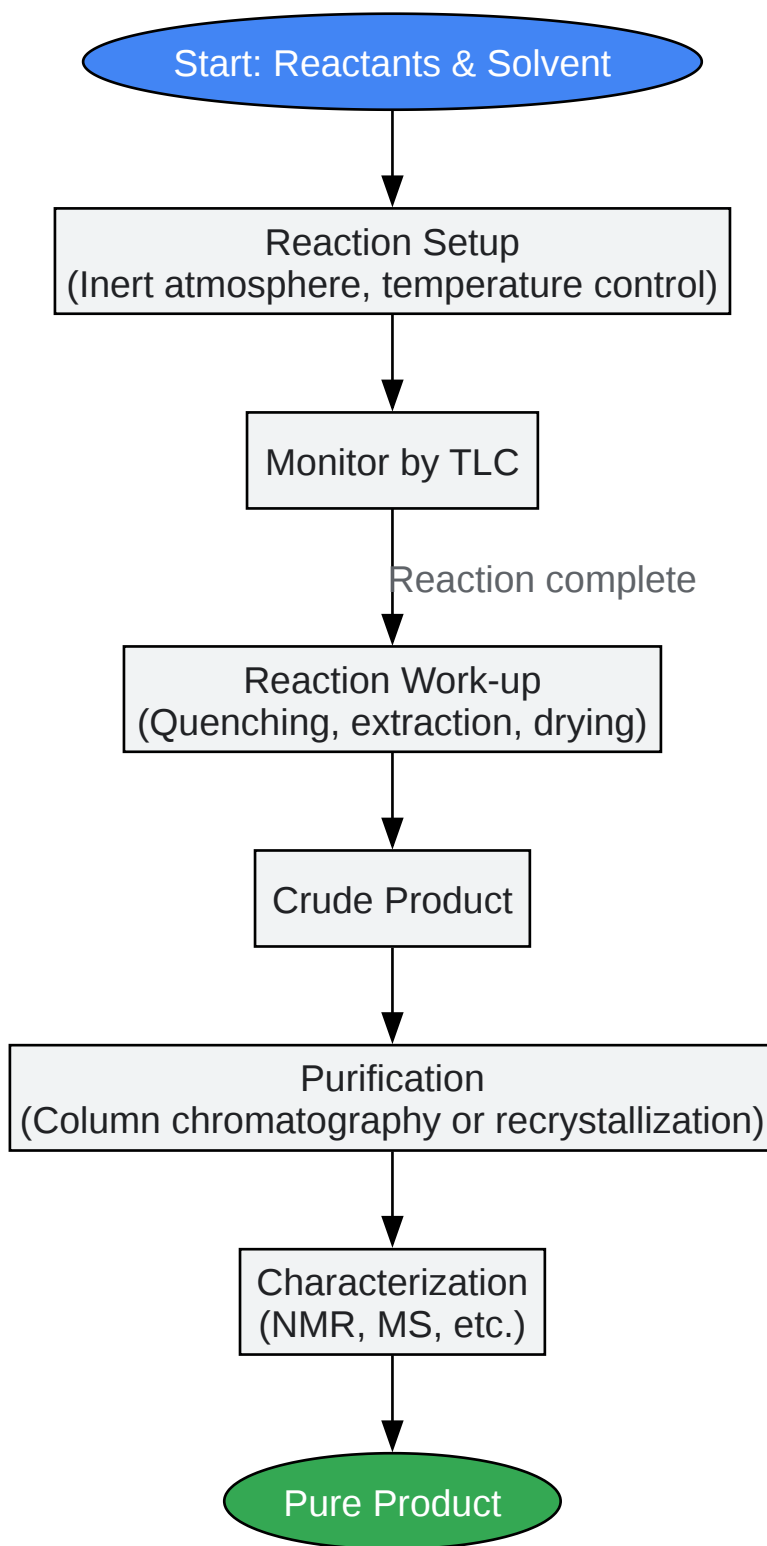 Start: Reactants & Solvent
Reaction Setup
(Inert atmosphere, temperature control)
Monitor by TLC
Reaction complete
Reaction Work-up
(Quenching, extraction, drying)
Crude Product
Purification
(Column chromatography or recrystallization)
Characterization
(NMR, MS, etc.)
Pure Product